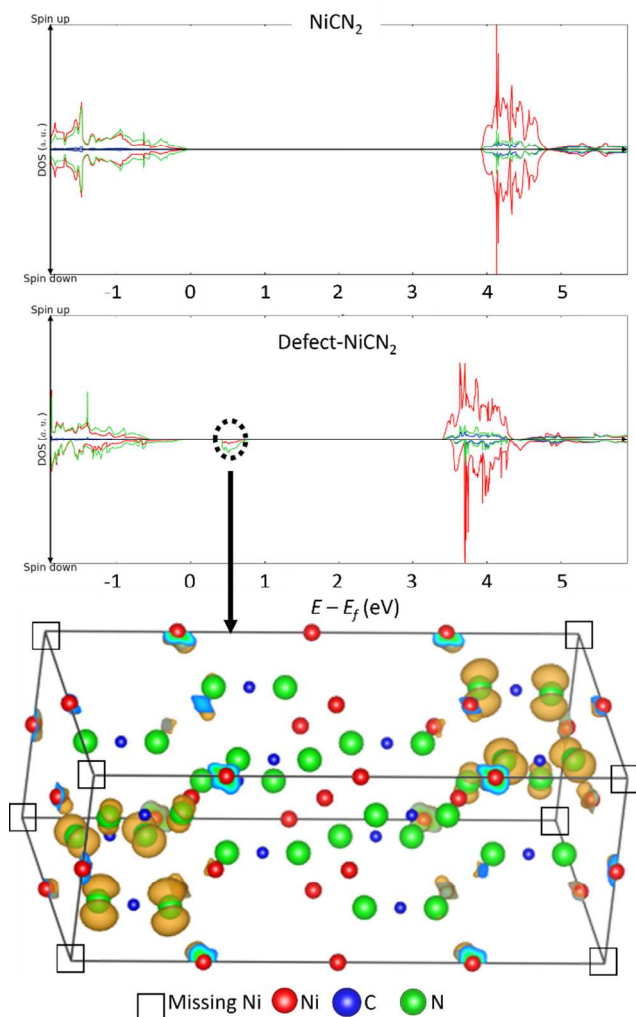 NiCN₂
Spin up
DOS (a. u.)
Spin down
-1 0 1 2 3 4 5
Spin up
Defect-NiCN₂
DOS (a. u.)
Spin down
-1 0 1 2 3 4 5
E – E_f (eV)
Missing Ni Ni C N